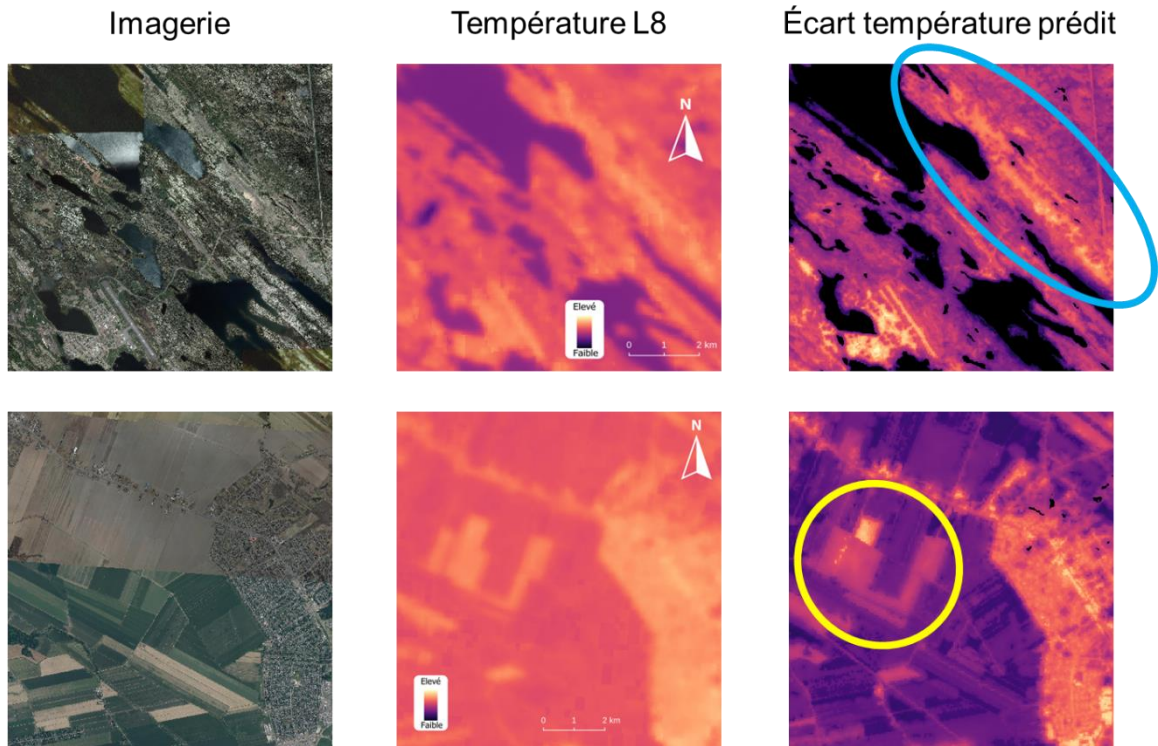 Imagerie
Température L8
Écart température prédit
N
Elevé
Faible
0 1 2 km
N
Elevé
Faible
0 1 2 km